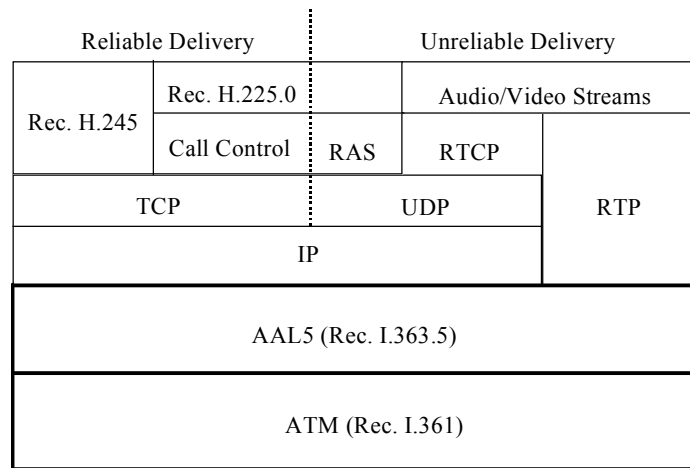 Reliable Delivery Unreliable Delivery
Rec. H.225.0 Audio/Video Streams
Rec. H.245
Call Control RAS RTCP
TCP UDP RTP
IP
AAL5 (Rec. I.363.5)
ATM (Rec. I.361)